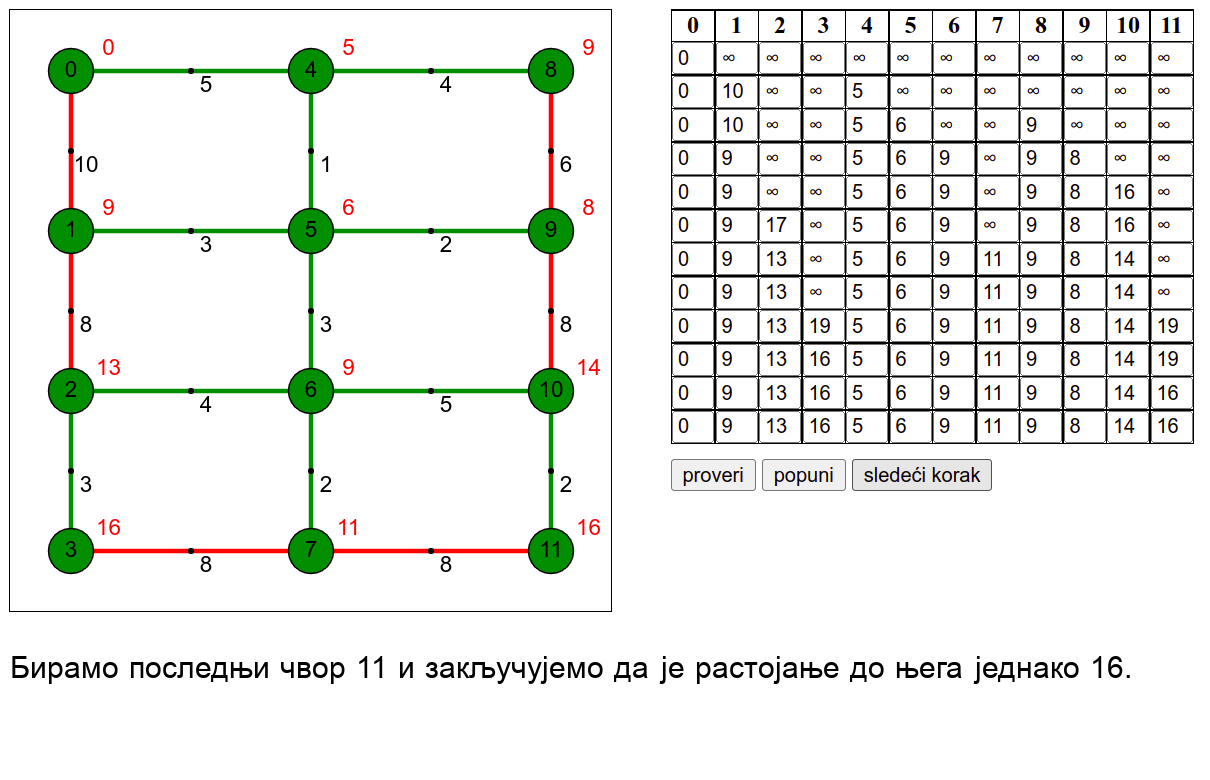 0 5 9
0 4 8
5 4
10 1 6
9 6 8
1 5 9
3 2
8 3 8
13 9 14
2 6 10
4 5
3 2 2
16 11 16
3 7 11
8 8
0 1 2 3 4 5 6 7 8 9 10 11
0 ∞ ∞ ∞ ∞ ∞ ∞ ∞ ∞ ∞ ∞ ∞
0 10 ∞ ∞ 5 ∞ ∞ ∞ ∞ ∞ ∞ ∞
0 10 ∞ ∞ 5 6 ∞ ∞ 9 ∞ ∞ ∞
0 9 ∞ ∞ 5 6 9 ∞ 9 8 ∞ ∞
0 9 ∞ ∞ 5 6 9 ∞ 9 8 16 ∞
0 9 17 ∞ 5 6 9 ∞ 9 8 16 ∞
0 9 13 ∞ 5 6 9 11 9 8 14 ∞
0 9 13 ∞ 5 6 9 11 9 8 14 ∞
0 9 13 19 5 6 9 11 9 8 14 19
0 9 13 16 5 6 9 11 9 8 14 19
0 9 13 16 5 6 9 11 9 8 14 16
0 9 13 16 5 6 9 11 9 8 14 16
proveri popuni sledeći korak
Бирамо последњи чвор 11 и закључујемо да је растојање до њега једнако 16.